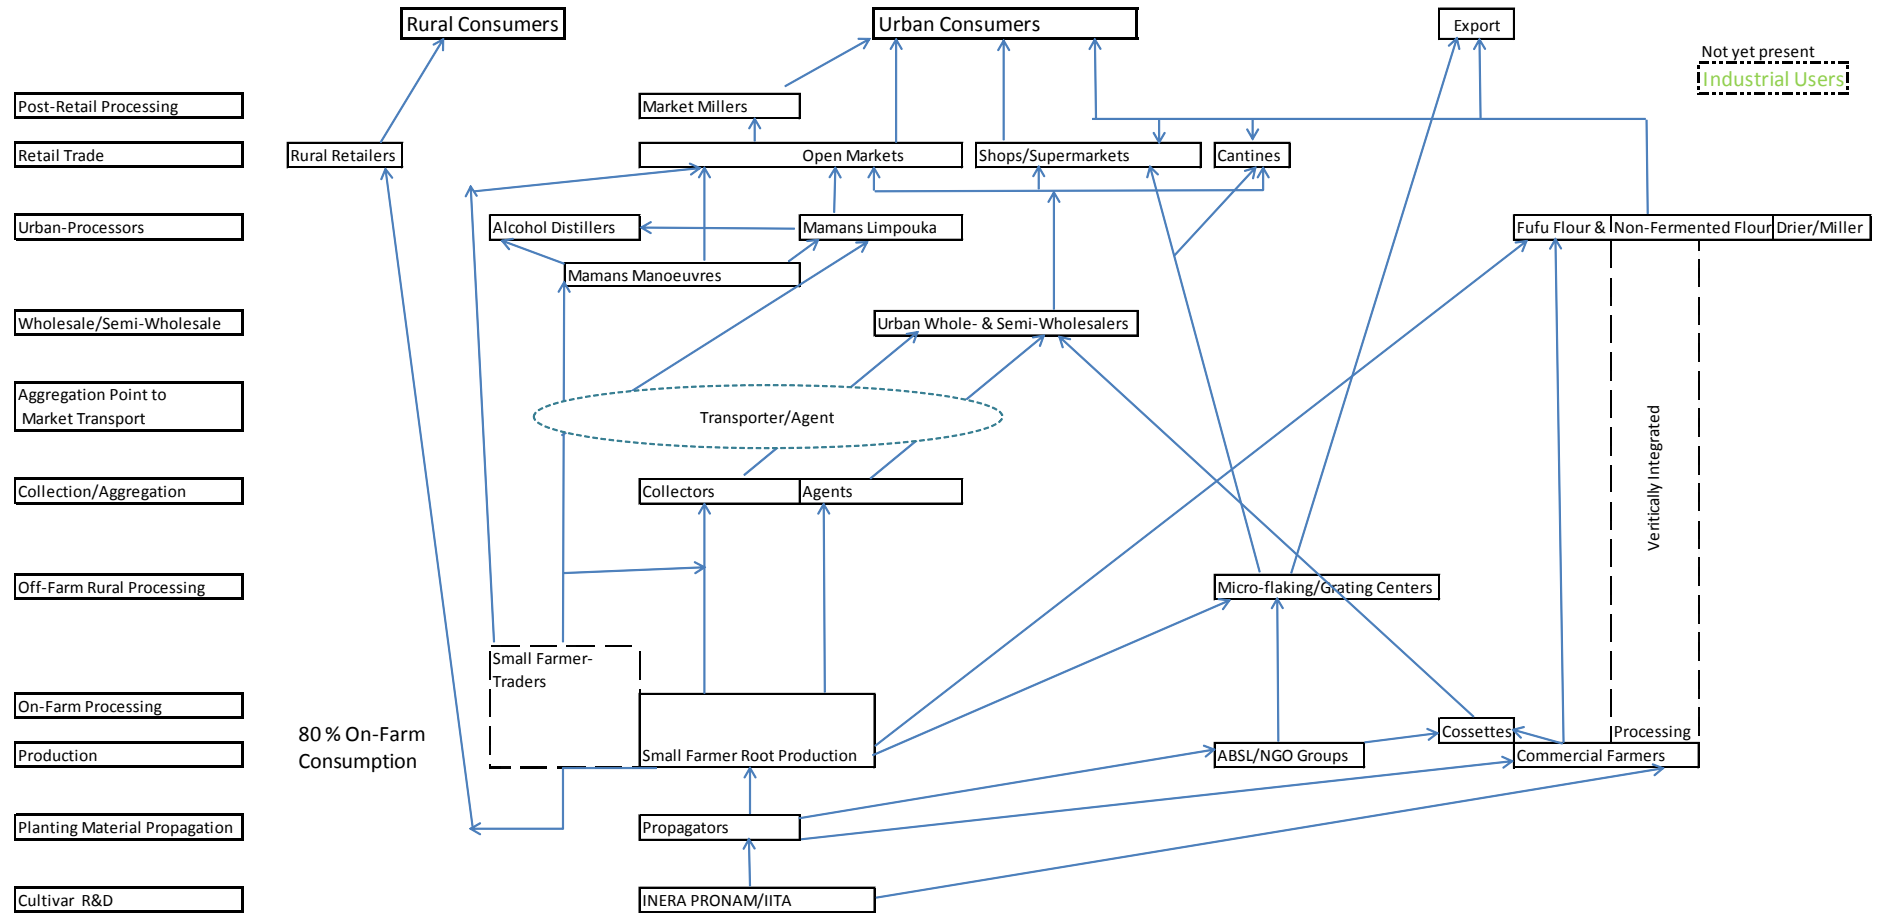 Rural Consumers
Urban Consumers
Export
Not yet present
Industrial Users
Post-Retail Processing
Market Millers
Retail Trade
Rural Retailers
Open Markets
Shops/Supermarkets
Cantines
Urban-Processors
Alcohol Distillers
Mamans Limpouka
Fufu Flour & Non-Fermented Flour Drier/Miller
Mamans Manoeuvres
Wholesale/Semi-Wholesale
Urban Whole- & Semi-Wholesalers
Aggregation Point to
Market Transport
Transporter/Agent
Veritically Integrated
Collection/Aggregation
Collectors
Agents
Off-Farm Rural Processing
Micro-flaking/Grating Centers
Small Farmer-
Traders
On-Farm Processing
80 % On-Farm
Consumption
Cossettes
Processing
Production
Small Farmer Root Production
ABSL/NGO Groups
Commercial Farmers
Planting Material Propagation
Propagators
Cultivar R&D
INERA PRONAM/IITA